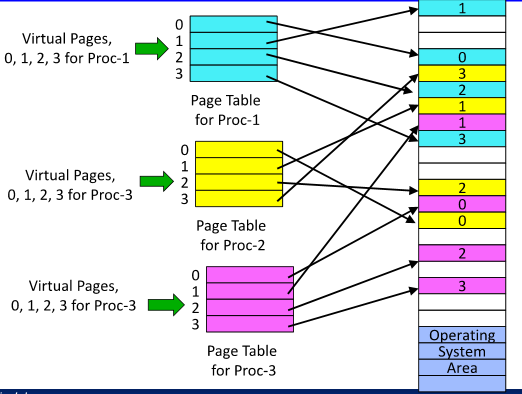 Virtual Pages,
0, 1, 2, 3 for Proc-1
0
1
2
3
Page Table
for Proc-1
Virtual Pages,
0, 1, 2, 3 for Proc-3
0
1
2
3
Page Table
for Proc-2
Virtual Pages,
0, 1, 2, 3 for Proc-3
0
1
2
3
Page Table
for Proc-3
1
0
3
2
1
1
3
2
0
0
2
3
Operating
System
Area